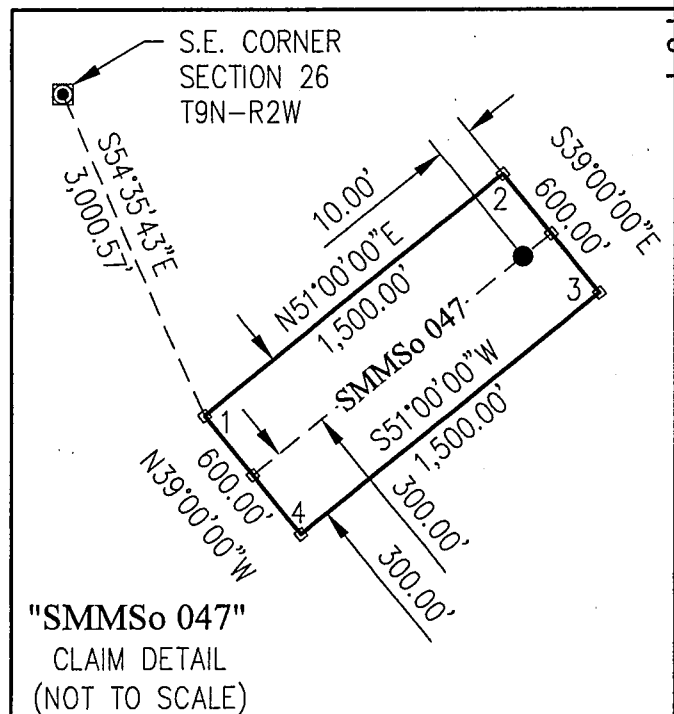 S.E. CORNER
SECTION 26
T9N-R2W
S54°35'43"E
3,000.57'
10.00'
2
S39°00'00"E
600.00'
N51°00'00"E
1,500.00'
3
SMMSo 047
S51°00'00"W
1,500.00'
1
600.00'
N39°00'00"W
4
300.00'
300.00'
"SMMSo 047"
CLAIM DETAIL
(NOT TO SCALE)